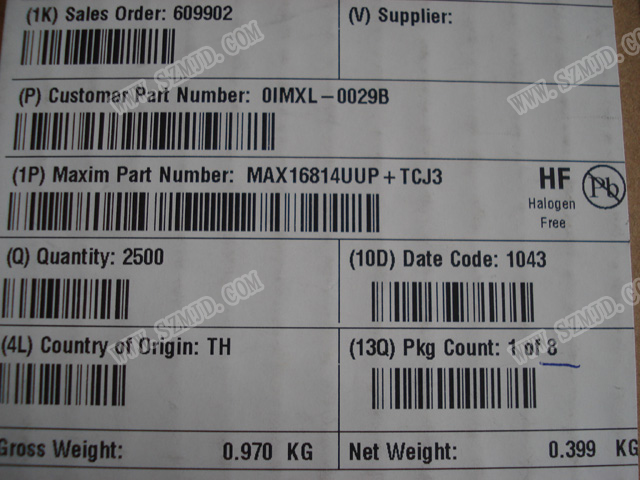 (1K) Sales Order: 609902
(V) Supplier:
(P) Customer Part Number: 0IMXL-0029B
(1P) Maxim Part Number: MAX16814UUP+TCJ3
HF
Halogen
Free
Pb
(Q) Quantity: 2500
(10D) Date Code: 1043
(4L) Country of Origin: TH
(13Q) Pkg Count: 1 of 8
Gross Weight: 0.970 KG
Net Weight: 0.399 KG
WWW.SZMJD.COM
WWW.SZMJD.COM
WWW.SZMJD.COM
WWW.SZMJD.COM